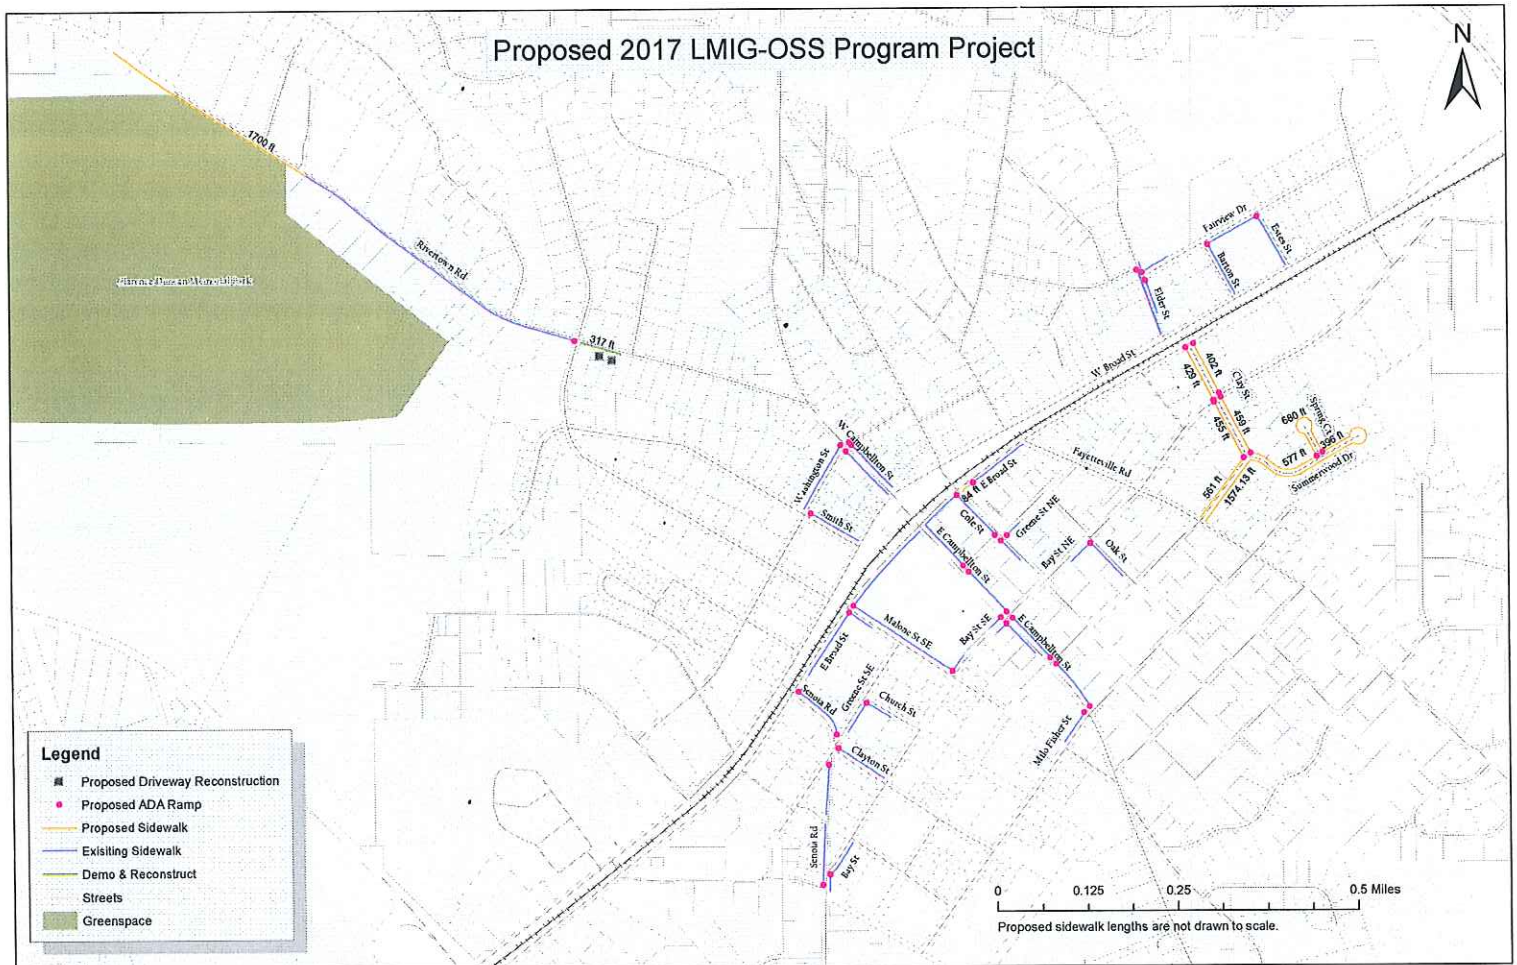 Proposed 2017 LMIG-OSS Program Project
N
1700 ft
Rivertown Rd
317 ft
Fairview Dr
Estes St
Barton St
Elder St
W Broad St
402 ft
429 ft
Clay St
459 ft
455 ft
680 ft
Spring Ct
396 ft
577 ft
Summerwood Dr
561 ft
1574.13 ft
Fayetteville Rd
W Campbellton St
Washington St
Smith St
E Broad St
84 ft
Cole St
Greene St NE
E Campbellton St
Bay St NE
Oak St
Malone St SE
Bay St SE
E Campbellton St
E Broad St
Senoia Rd
Greene St SE
Church St
Clayton St
Milo Fisher St
Senoia Rd
Bay St
Legend
Proposed Driveway Reconstruction
Proposed ADA Ramp
Proposed Sidewalk
Exisiting Sidewalk
Demo & Reconstruct
Streets
Greenspace
0 0.125 0.25 0.5 Miles
Proposed sidewalk lengths are not drawn to scale.